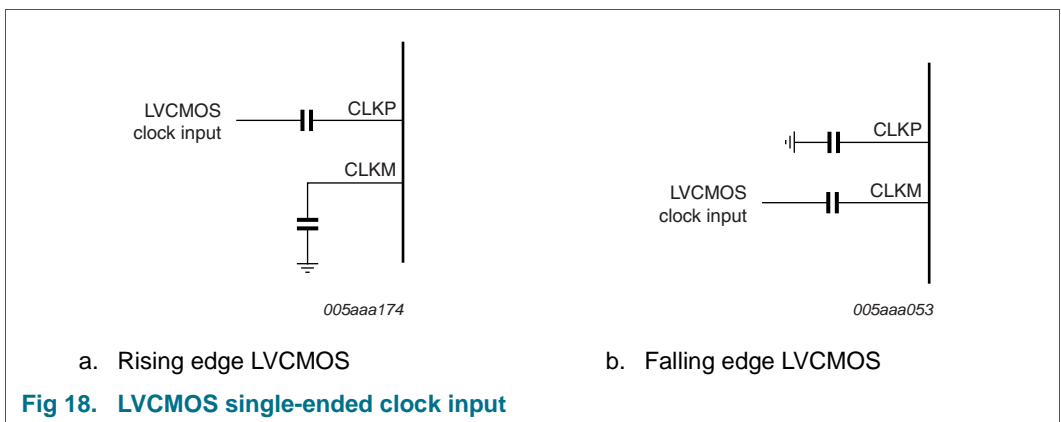 LVCMOS
clock input
CLKP
CLKM
005aaa174
a. Rising edge LVCMOS
CLKP
LVCMOS
clock input
CLKM
005aaa053
b. Falling edge LVCMOS
Fig 18. LVCMOS single-ended clock input